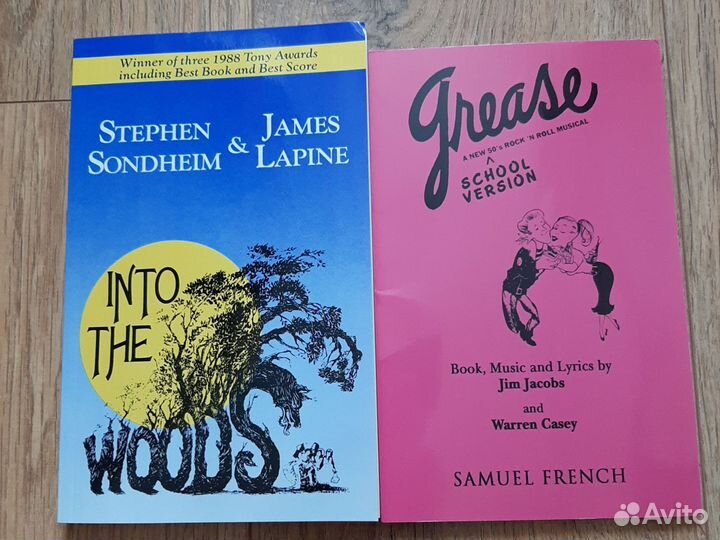 Winner of three 1988 Tony Awards
including Best Book and Best Score
STEPHEN
SONDHEIM
&
JAMES
LAPINE
INTO
THE
WOODS
grease
A NEW 50's ROCK 'N ROLL MUSICAL
SCHOOL
VERSION
Book, Music and Lyrics by
Jim Jacobs
and
Warren Casey
SAMUEL FRENCH
Avito